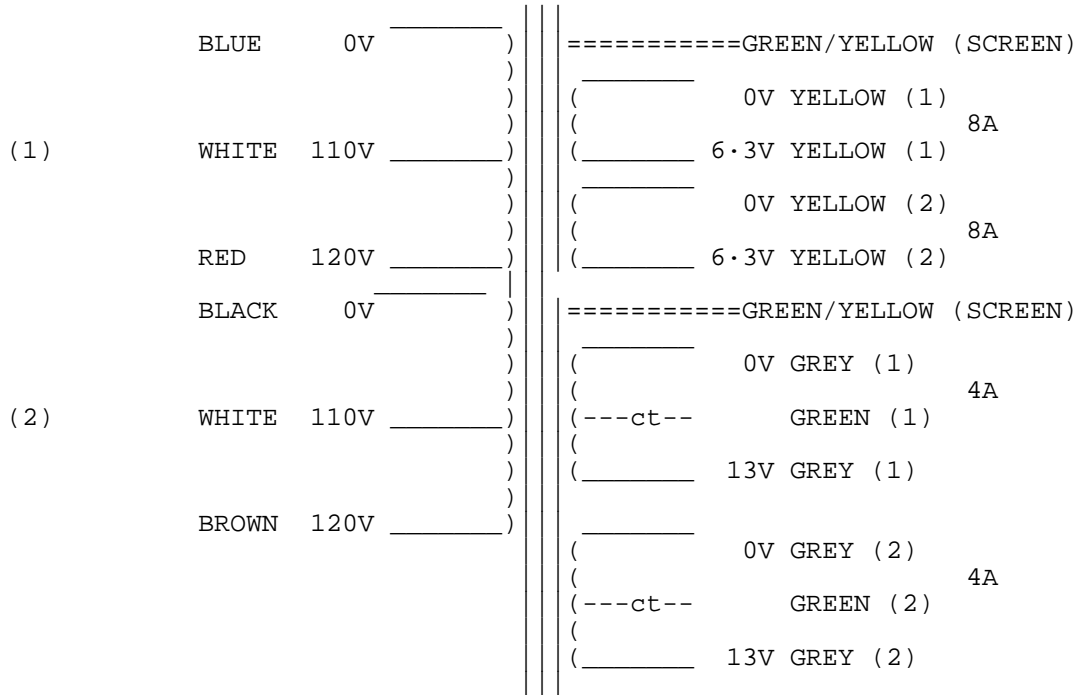 BLUE 0V ===========GREEN/YELLOW (SCREEN)
0V YELLOW (1)
8A
(1) WHITE 110V 6·3V YELLOW (1)
0V YELLOW (2)
8A
RED 120V 6·3V YELLOW (2)
BLACK 0V ===========GREEN/YELLOW (SCREEN)
0V GREY (1)
4A
(2) WHITE 110V ---ct-- GREEN (1)
13V GREY (1)
BROWN 120V
0V GREY (2)
4A
---ct-- GREEN (2)
13V GREY (2)